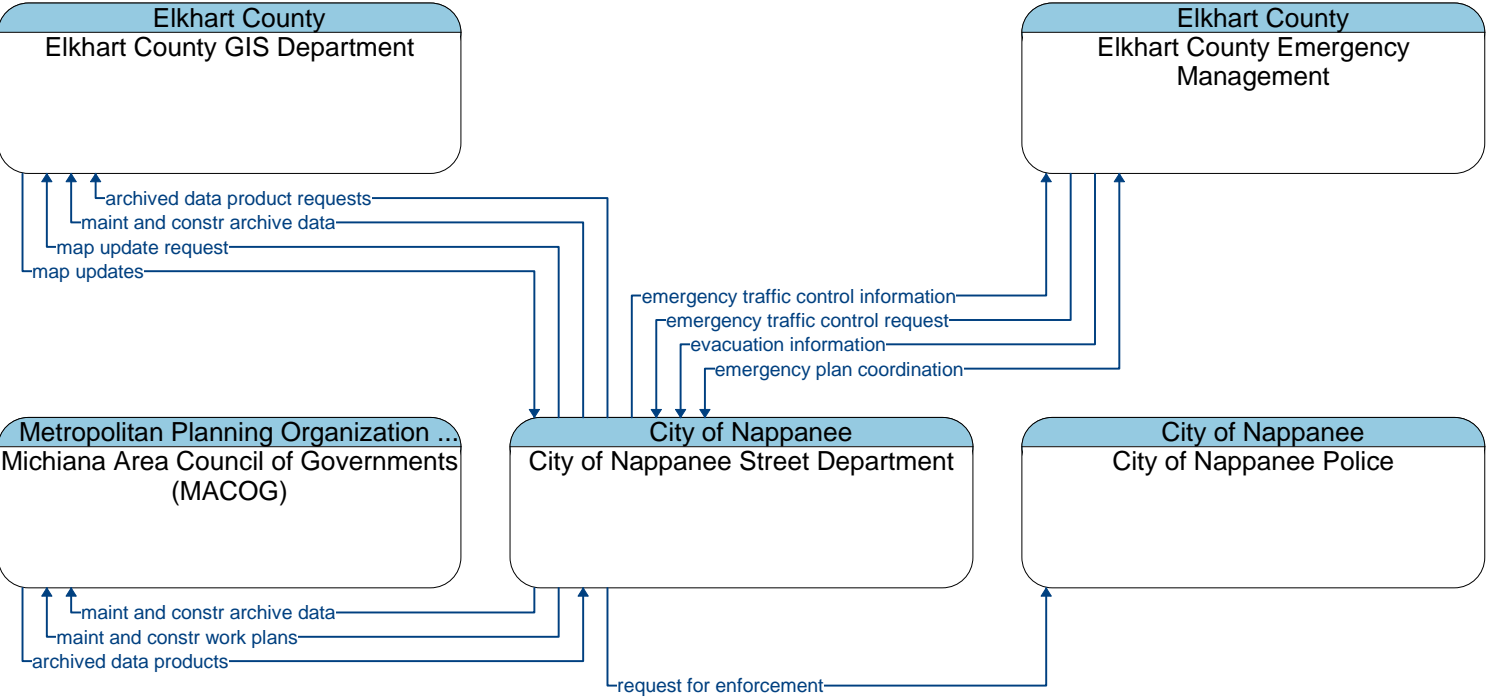 Elkhart County
Elkhart County GIS Department
Elkhart County
Elkhart County Emergency
Management
archived data product requests
maint and constr archive data
map update request
map updates
emergency traffic control information
emergency traffic control request
evacuation information
emergency plan coordination
Metropolitan Planning Organization ...
Michiana Area Council of Governments
(MACOG)
City of Nappanee
City of Nappanee Street Department
City of Nappanee
City of Nappanee Police
maint and constr archive data
maint and constr work plans
archived data products
request for enforcement